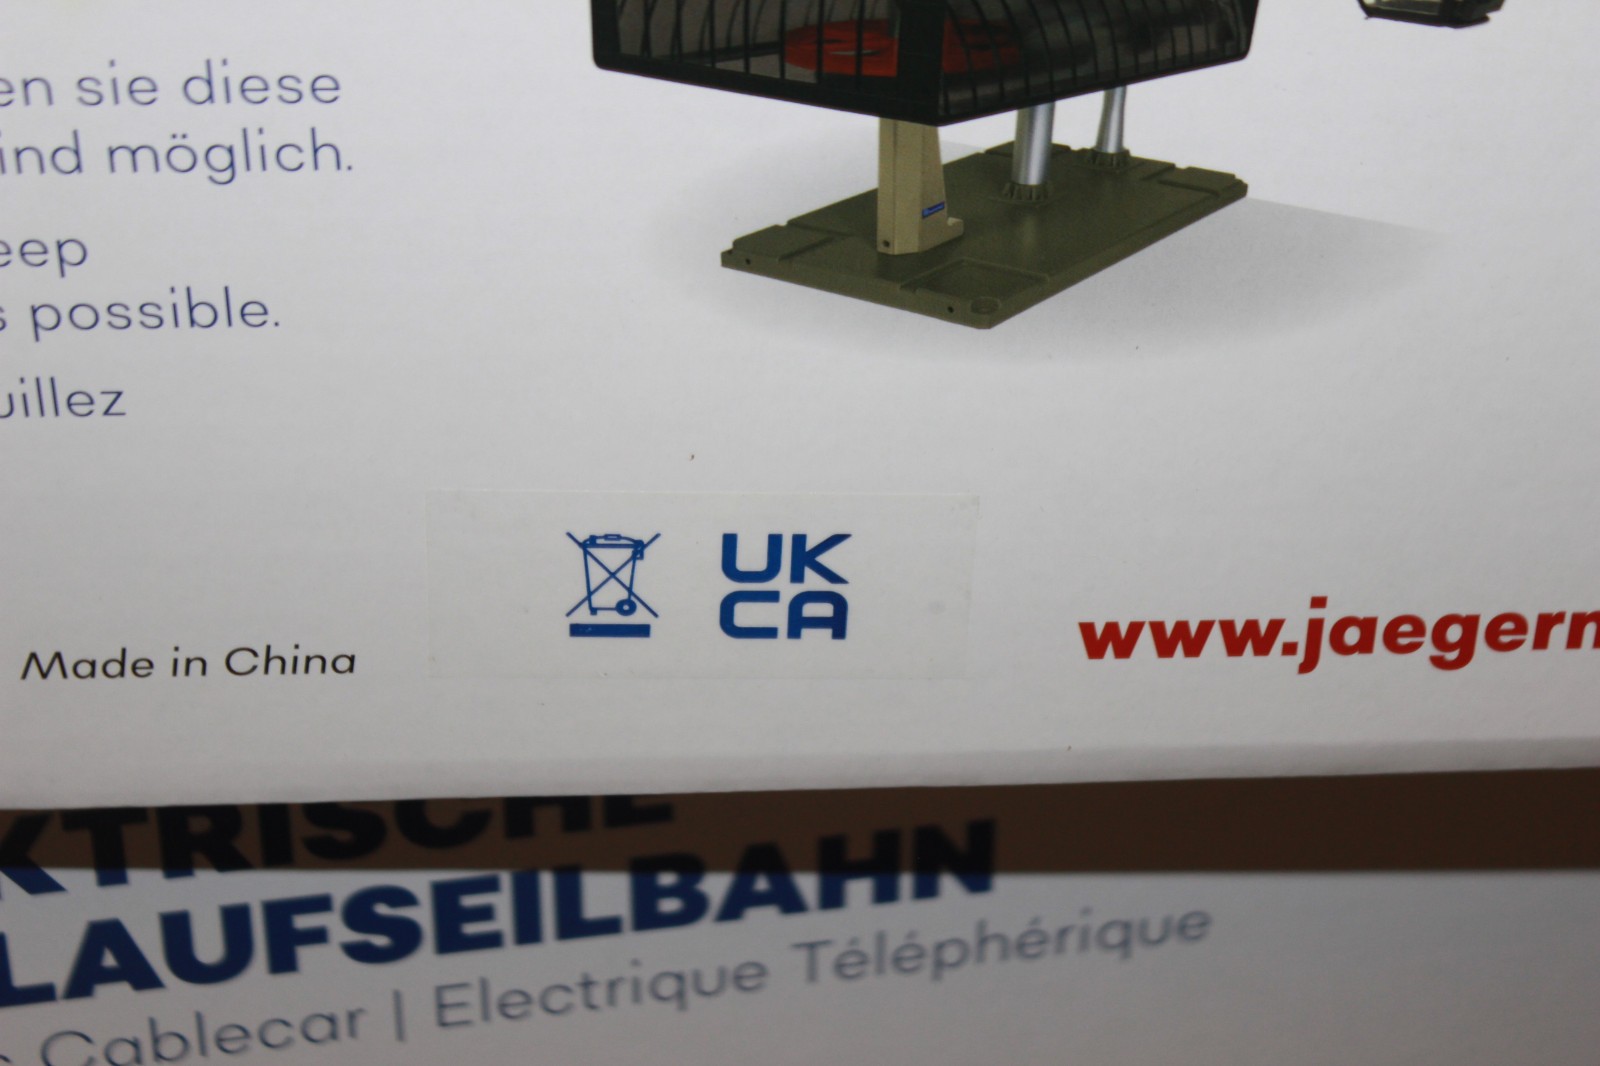 en sie diese
ind möglich.
eep
s possible.
uillez
UK
CA
Made in China
www.jaegern
KTRISCHE
LAUFSEILBAHN
c Cablecar | Electrique Téléphérique